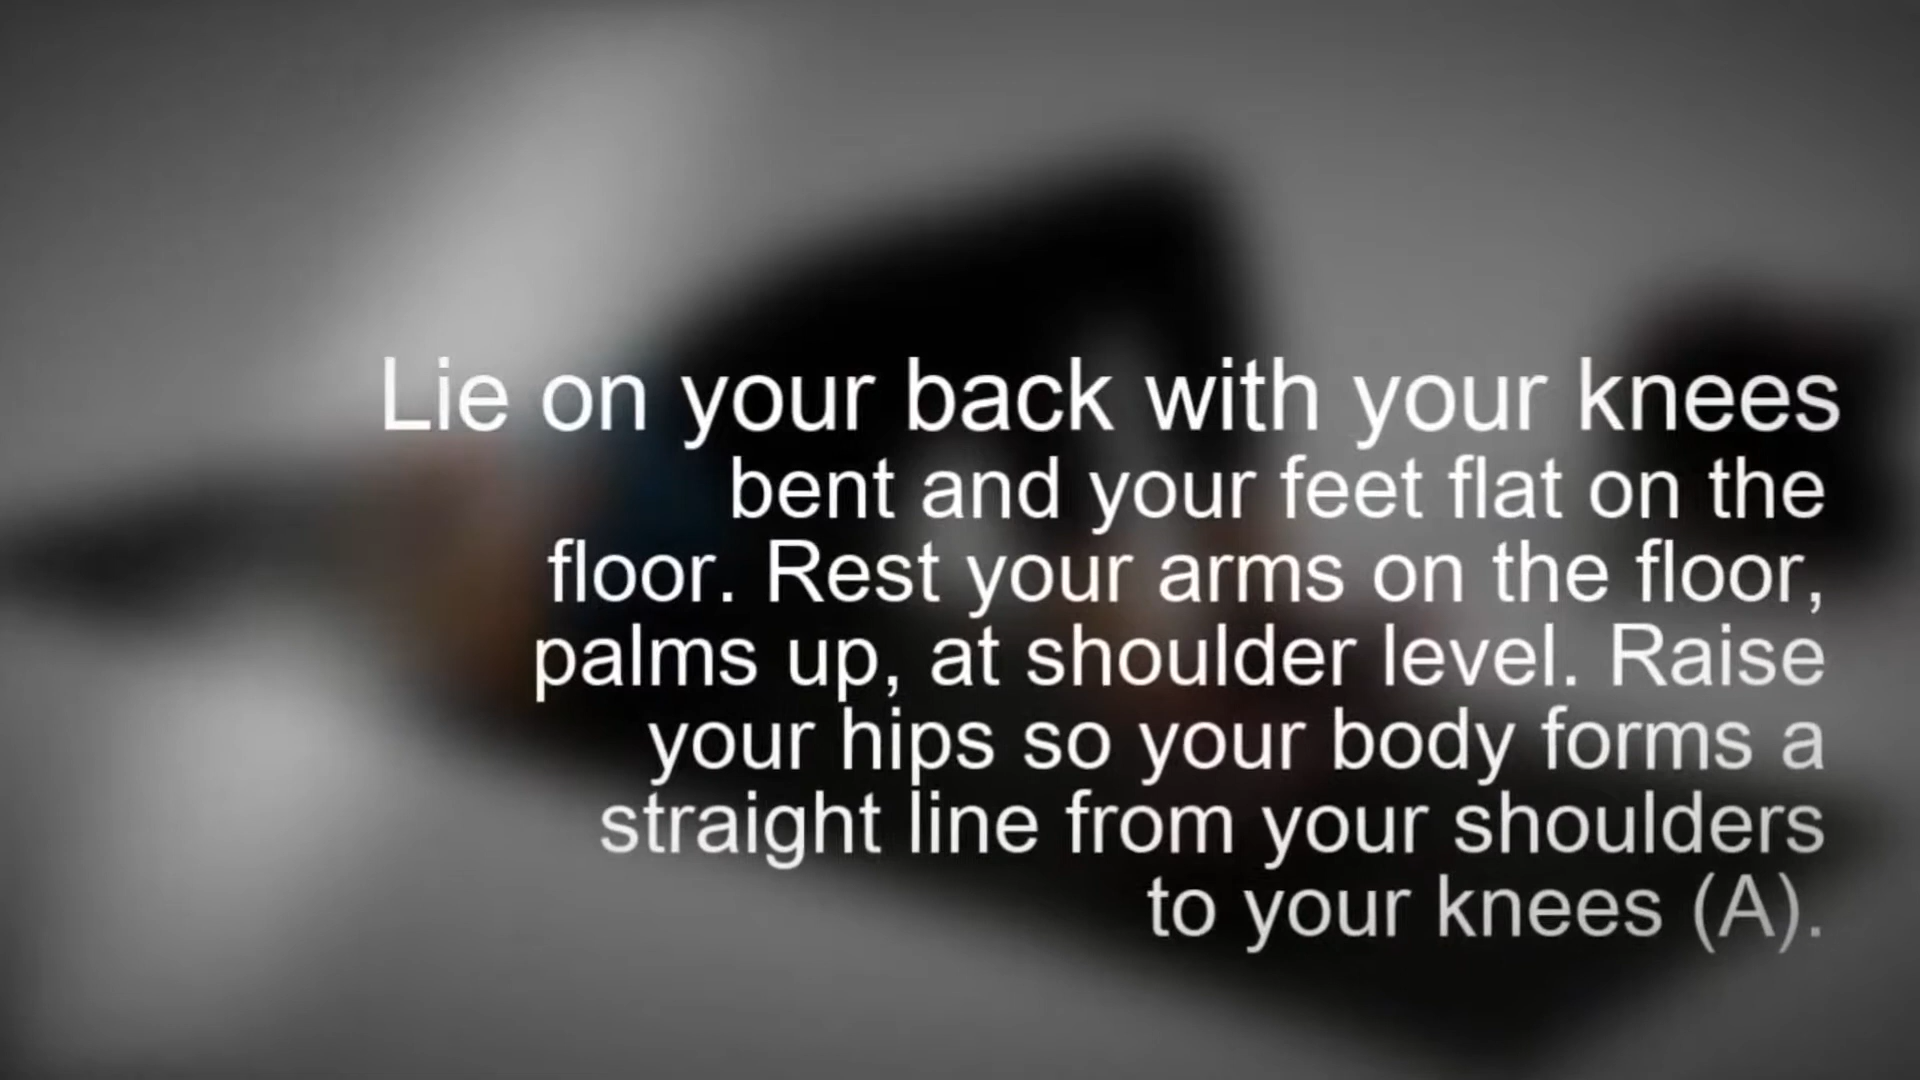 Lie on your back with your knees
bent and your feet flat on the
floor. Rest your arms on the floor,
palms up, at shoulder level. Raise
your hips so your body forms a
straight line from your shoulders
to your knees (A).